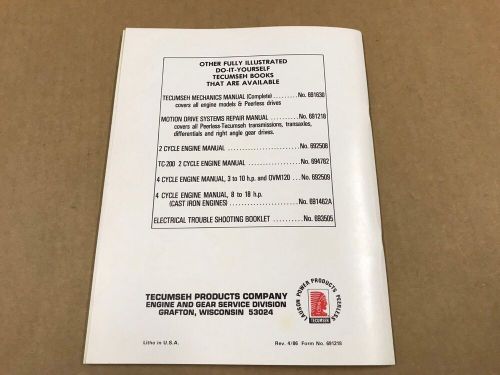 OTHER FULLY ILLUSTRATED
DO-IT-YOURSELF
TECUMSEH BOOKS
THAT ARE AVAILABLE
TECUMSEH MECHANICS MANUAL (Complete) ......... No. 691630
covers all engine models & Peerless drives
MOTION DRIVE SYSTEMS REPAIR MANUAL ......... No. 691218
covers all Peerless-Tecumseh transmissions, transaxles,
differentials and right angle gear drives.
2 CYCLE ENGINE MANUAL ................ No. 692508
TC-200 2 CYCLE ENGINE MANUAL ............ No. 694782
4 CYCLE ENGINE MANUAL, 3 to 10 h.p. and OVM120 ... No. 692509
4 CYCLE ENGINE MANUAL, 8 to 18 h.p.
(CAST IRON ENGINES) ................ No. 691462A
ELECTRICAL TROUBLE SHOOTING BOOKLET .......... No. 693505
TECUMSEH PRODUCTS COMPANY
ENGINE AND GEAR SERVICE DIVISION
GRAFTON, WISCONSIN 53024
LAUSON POWER PRODUCTS PEERLESS
TECUMSEH
Litho in U.S.A.
Rev. 4/86 Form No. 691218